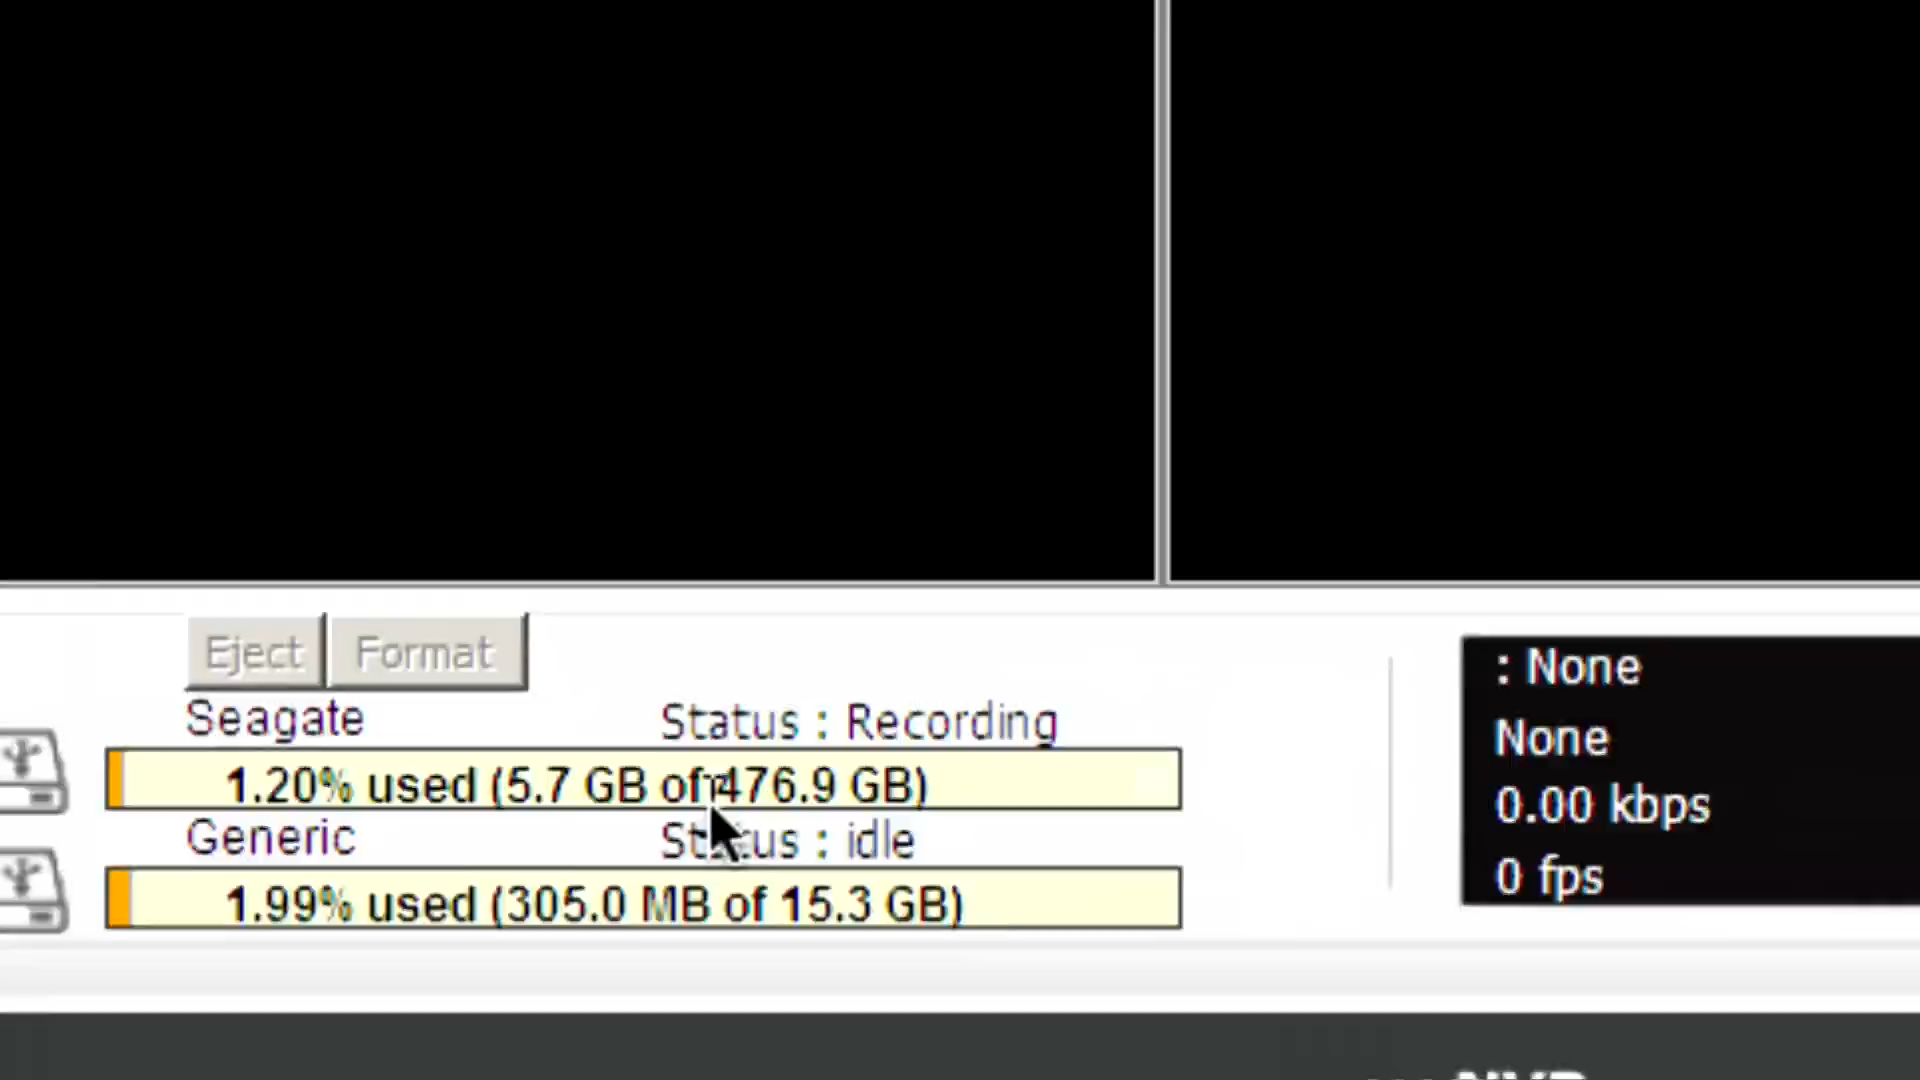 Eject Format
Seagate Status : Recording
1.20% used (5.7 GB of 476.9 GB)
Generic Status : idle
1.99% used (305.0 MB of 15.3 GB)
: None
None
0.00 kbps
0 fps